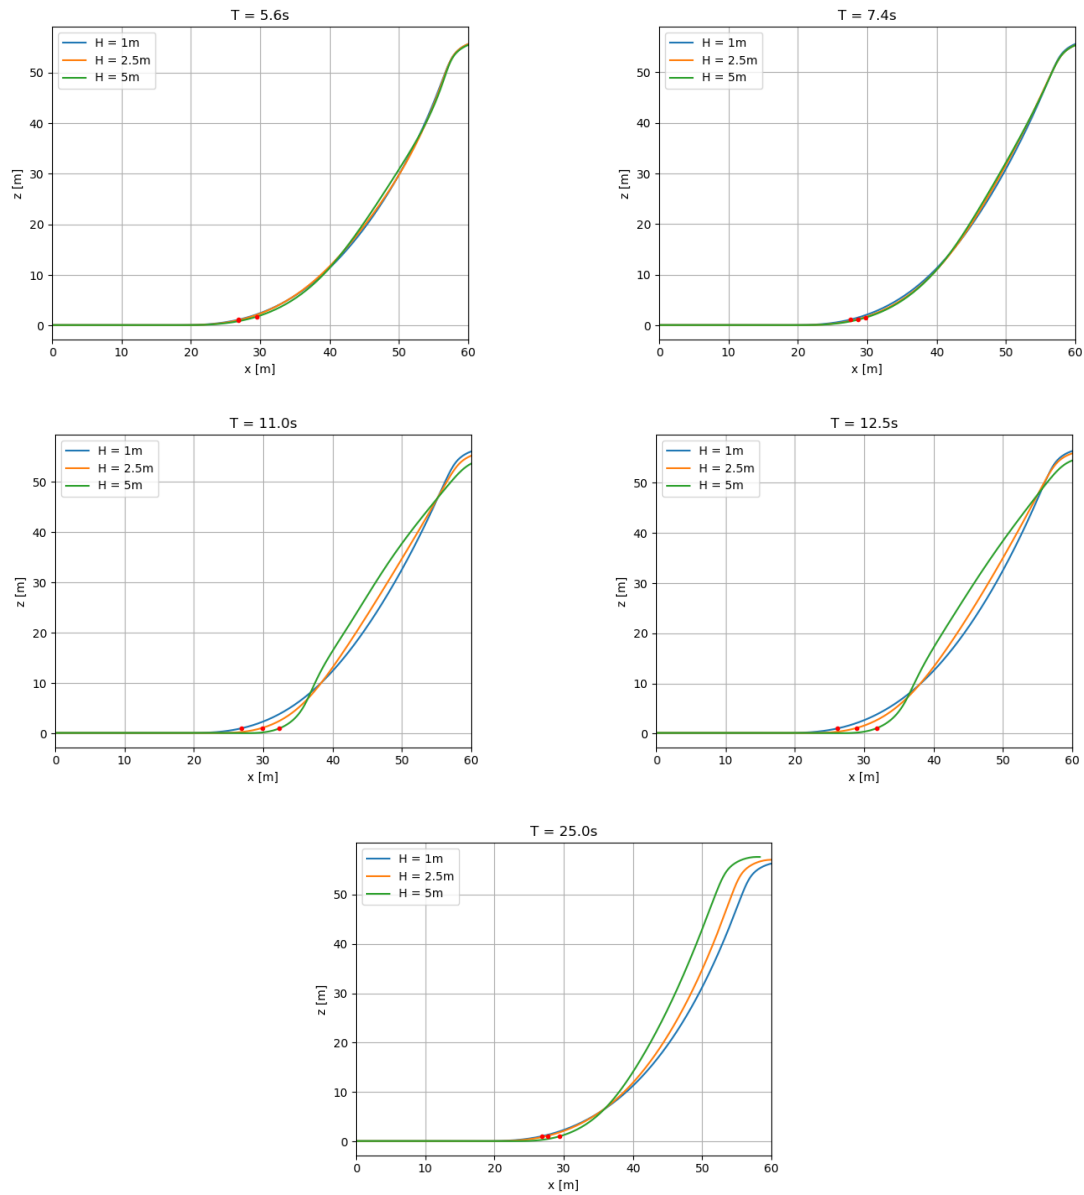 T = 5.6s
H = 1m
H = 2.5m
H = 5m
z [m]
50
40
30
20
10
0
0 10 20 30 40 50 60
x [m]
T = 7.4s
H = 1m
H = 2.5m
H = 5m
z [m]
50
40
30
20
10
0
0 10 20 30 40 50 60
x [m]
T = 11.0s
H = 1m
H = 2.5m
H = 5m
z [m]
50
40
30
20
10
0
0 10 20 30 40 50 60
x [m]
T = 12.5s
H = 1m
H = 2.5m
H = 5m
z [m]
50
40
30
20
10
0
0 10 20 30 40 50 60
x [m]
T = 25.0s
H = 1m
H = 2.5m
H = 5m
z [m]
50
40
30
20
10
0
0 10 20 30 40 50 60
x [m]